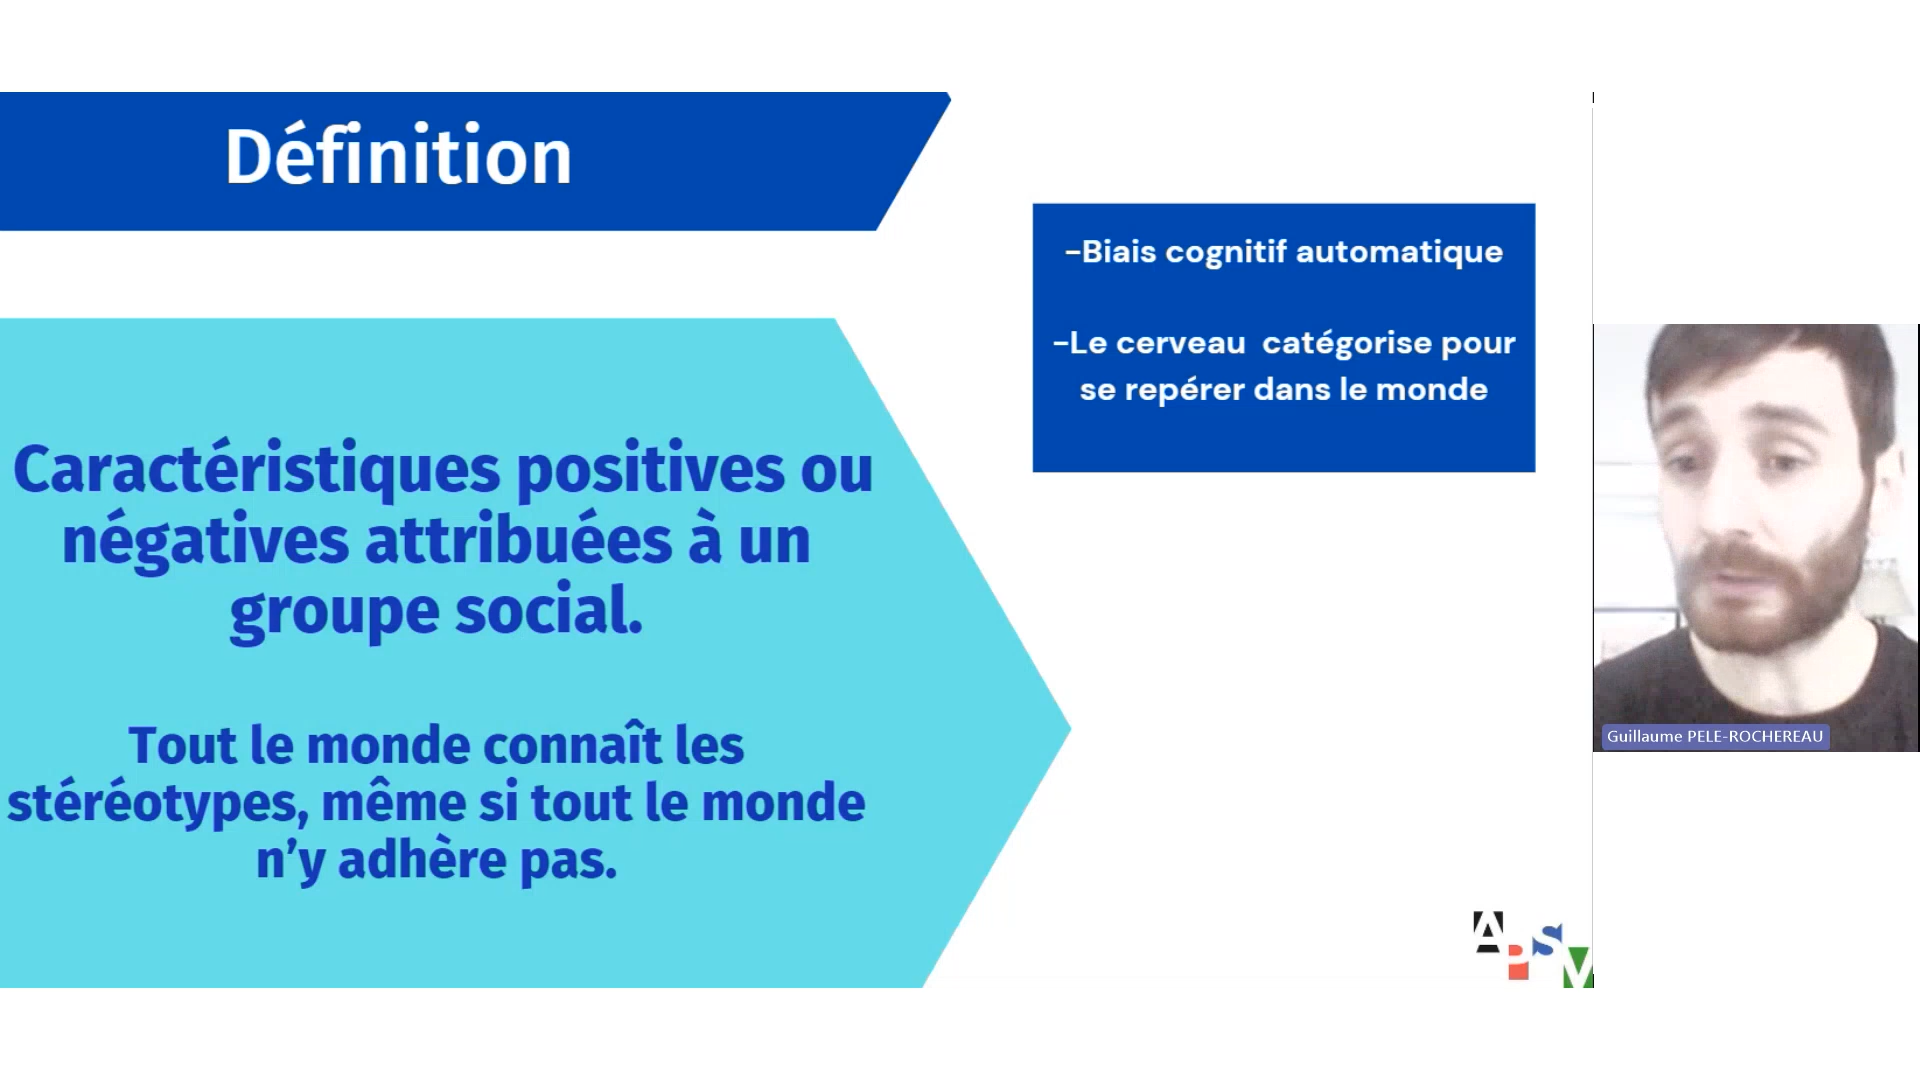 Définition
-Biais cognitif automatique
-Le cerveau catégorise pour
se repérer dans le monde
Caractéristiques positives ou
négatives attribuées à un
groupe social.
Tout le monde connaît les
stéréotypes, même si tout le monde
n’y adhère pas.
Guillaume PELE-ROCHEREAU
APSV